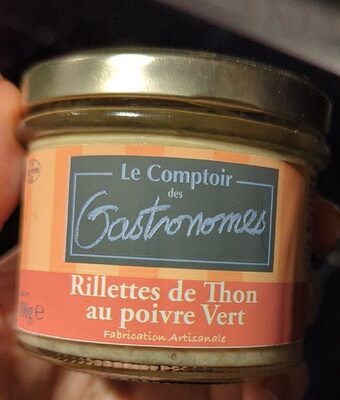 Le Comptoir
des
Gastronomes
Rillettes de Thon
au poivre Vert
Fabrication Artisanale